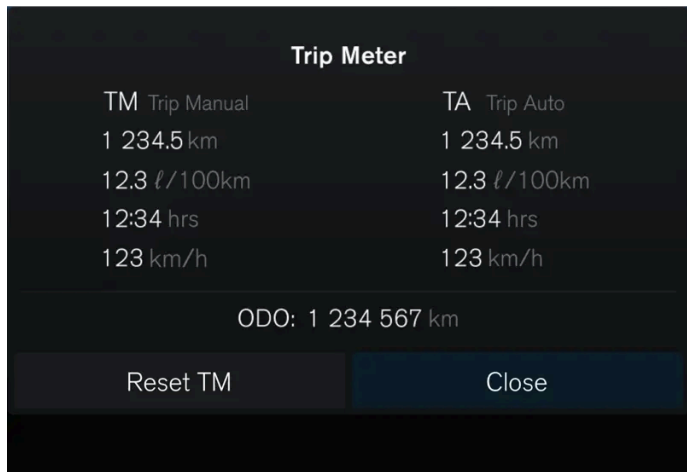 Trip Meter
TM Trip Manual
1 234.5 km
12.3 ℓ/100km
12:34 hrs
123 km/h
TA Trip Auto
1 234.5 km
12.3 ℓ/100km
12:34 hrs
123 km/h
ODO: 1 234 567 km
Reset TM
Close